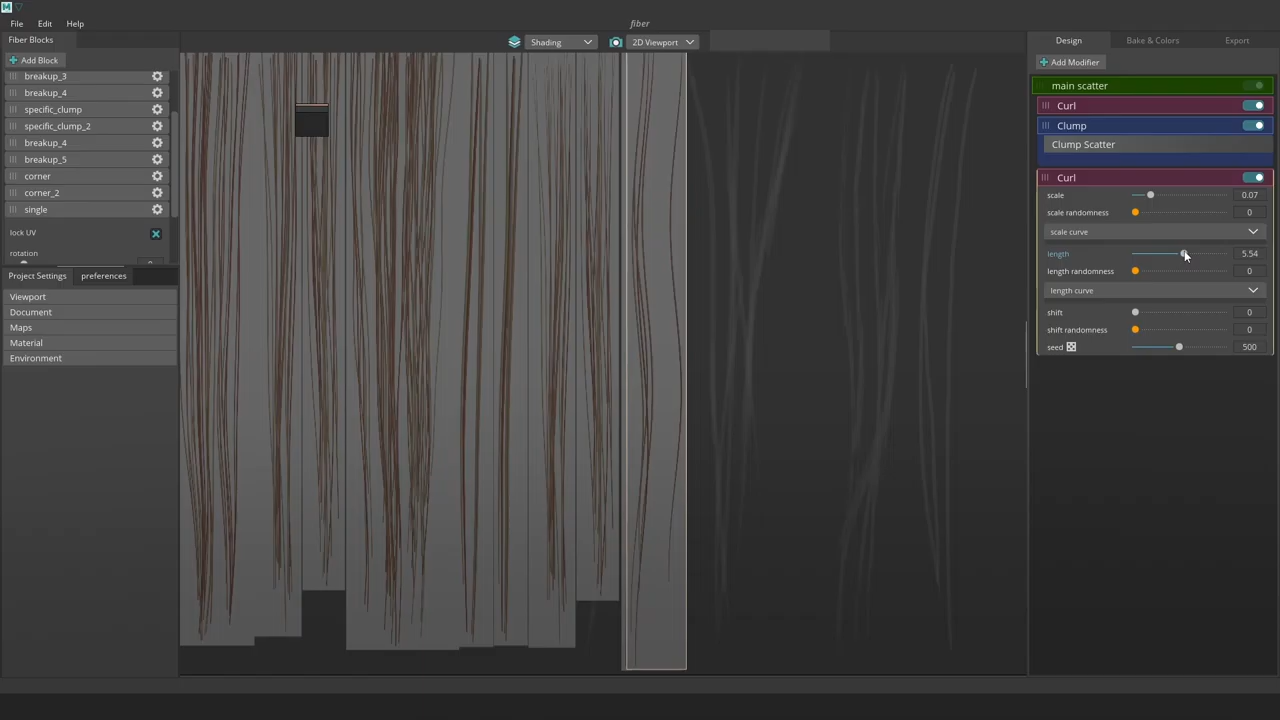 File Edit Help
fiber
Fiber Blocks
Shading
2D Viewport
Design Bake & Colors Export
Add Block
Add Modifier
breakup_3
breakup_4
specific_clump
specific_clump_2
breakup_4
breakup_5
corner
corner_2
single
lock UV
rotation
Project Settings preferences
Viewport
Document
Maps
Material
Environment
main scatter
Curl
Clump
Clump Scatter
Curl
scale 0.07
scale randomness 0
scale curve
length 5.54
length randomness 0
length curve
shift 0
shift randomness 0
seed 500